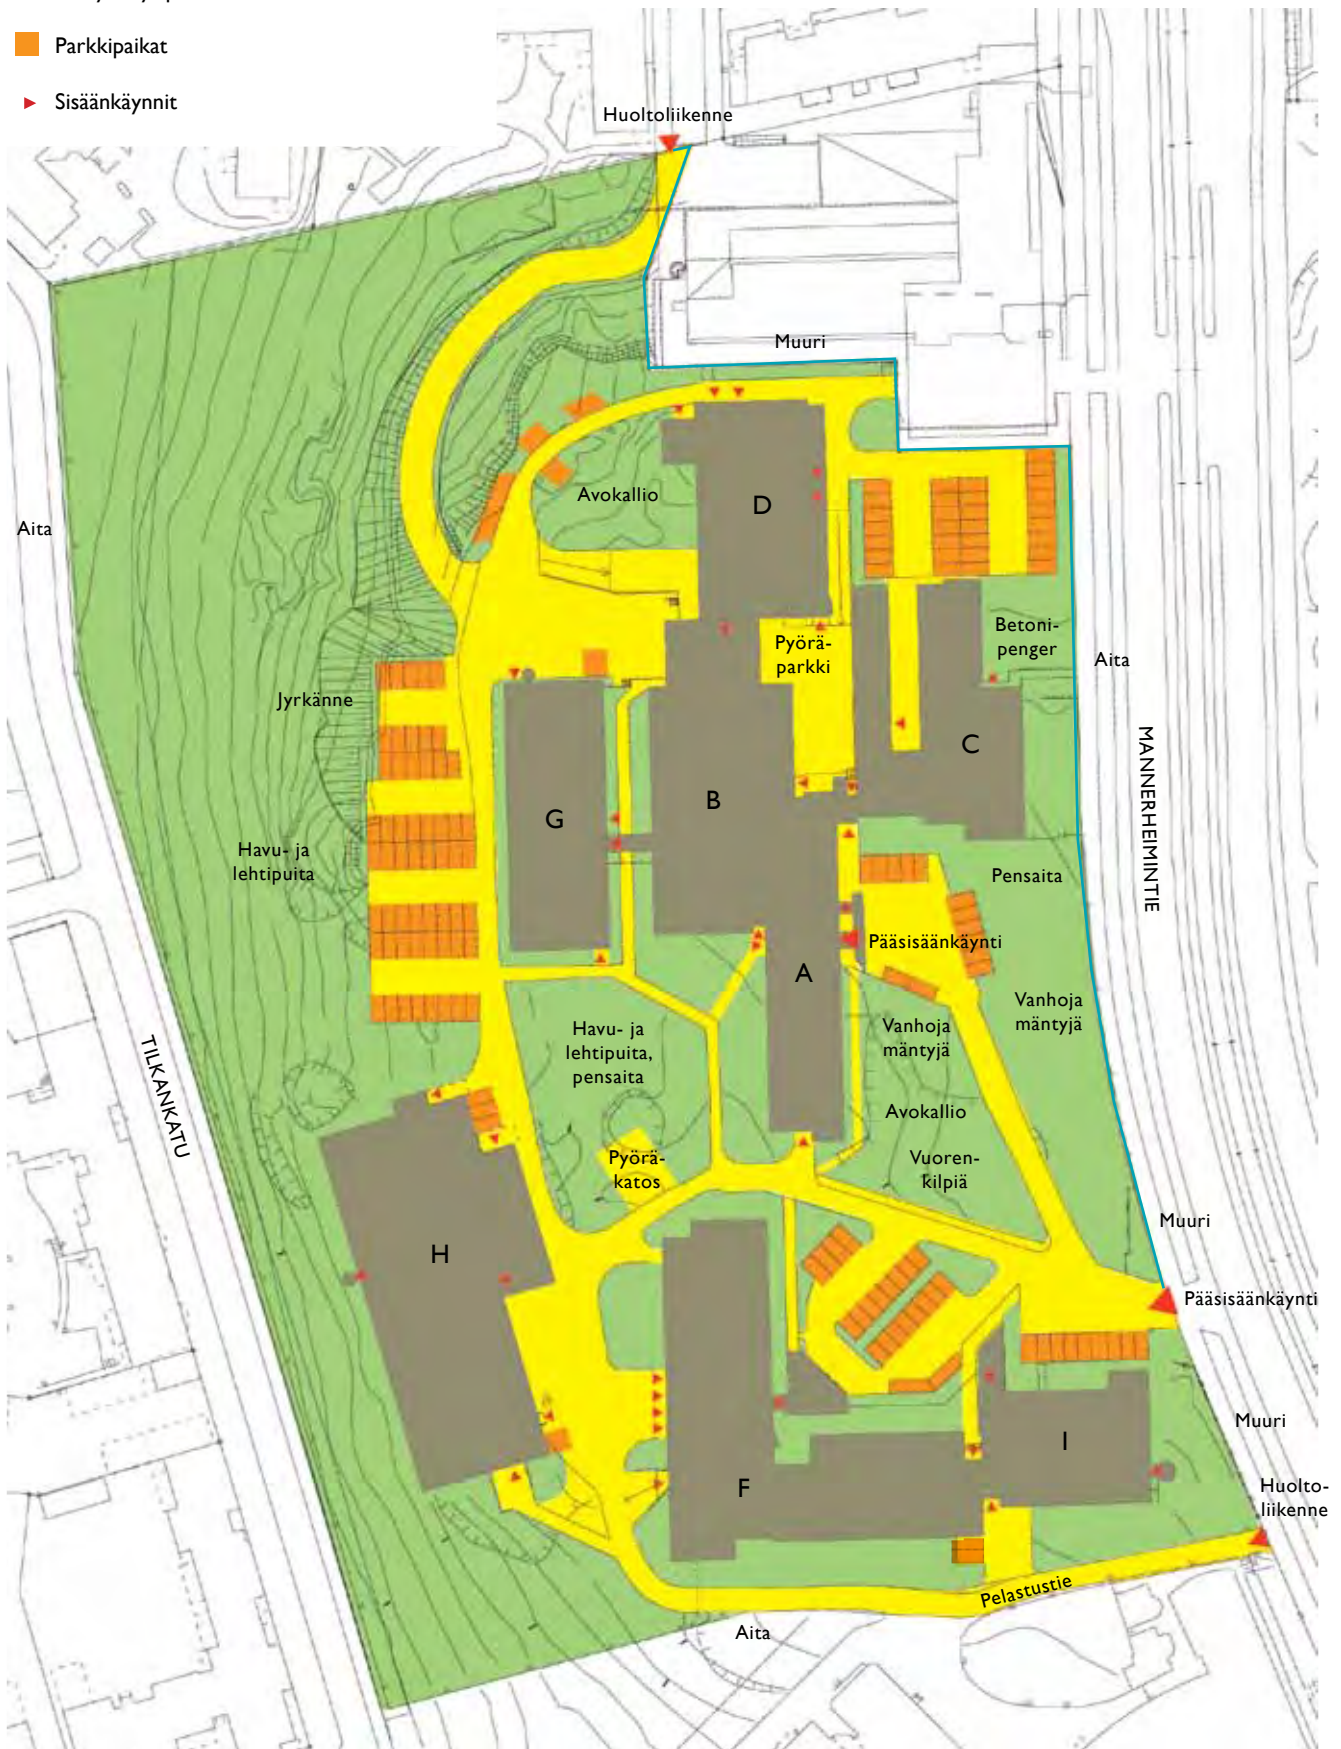 Parkkipaikat
Sisäänkäynnit
Huoltoliikenne
Muuri
Avokallio
D
Aita
Pyörä-
parkki
Betoni-
penger
Aita
Jyrkänne
C
B
G
MANNERHEIMINTIE
Havu- ja
lehtipuita
Pensaita
Pääsisäänkäynti
A
Vanhoja
mäntyjä
Vanhoja
mäntyjä
Havu- ja
lehtipuita,
pensaita
TILKANKATU
Avokallio
Pyörä-
katos
Vuoren-
kilpiä
Muuri
H
Pääsisäänkäynti
Muuri
I
F
Huolto-
liikenne
Pelastustie
Aita